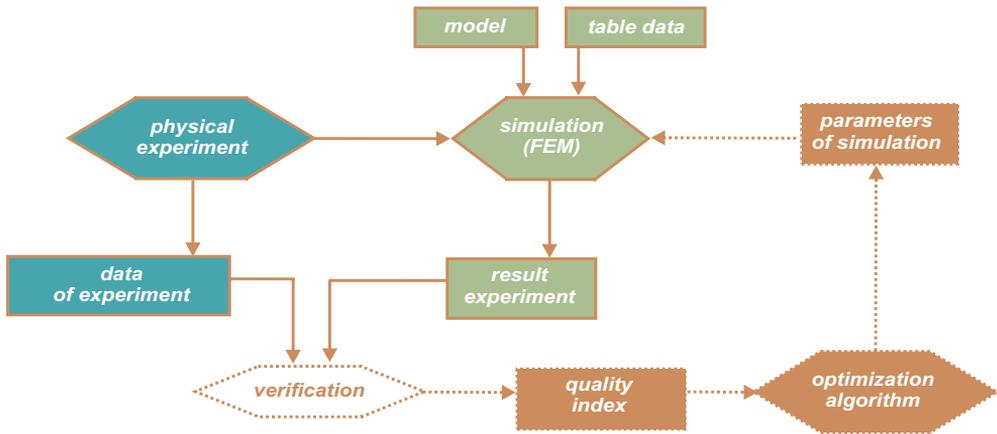 model
table data
physical
experiment
simulation
(FEM)
parameters
of simulation
data
of experiment
result
experiment
verification
quality
index
optimization
algorithm